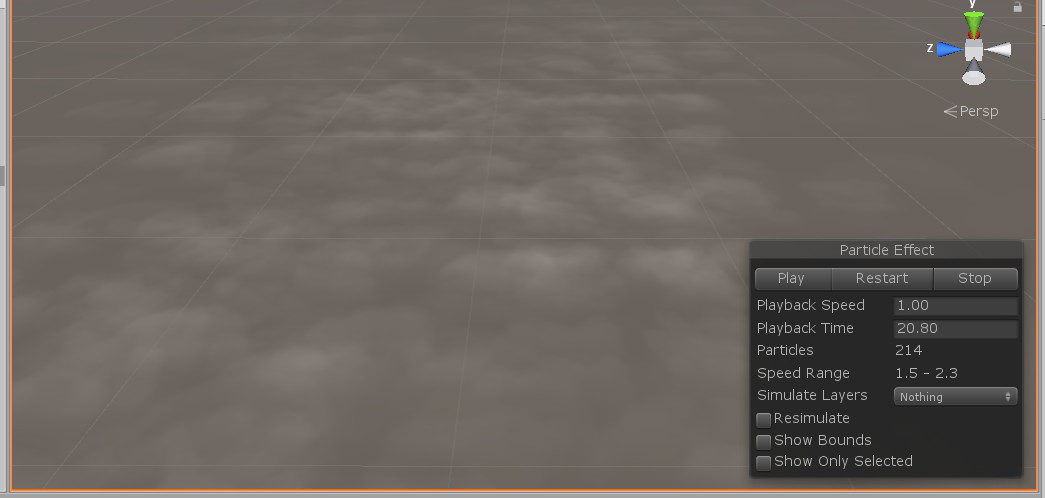 y
z
Persp
Particle Effect
Play Restart Stop
Playback Speed 1.00
Playback Time 20.80
Particles 214
Speed Range 1.5 - 2.3
Simulate Layers Nothing
Resimulate
Show Bounds
Show Only Selected